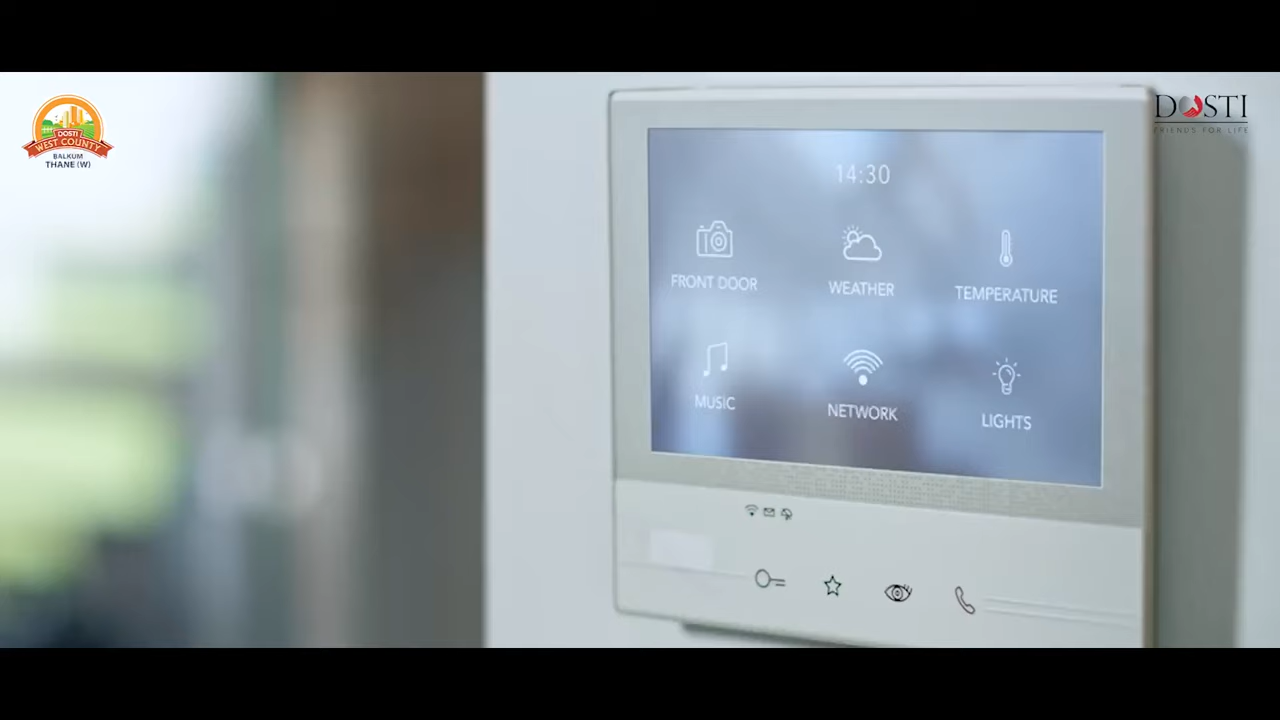 DOSTI
WEST COUNTY
BALKUM
THANE (W)
DOSTI
FRIENDS FOR LIFE
14:30
FRONT DOOR
WEATHER
TEMPERATURE
MUSIC
NETWORK
LIGHTS